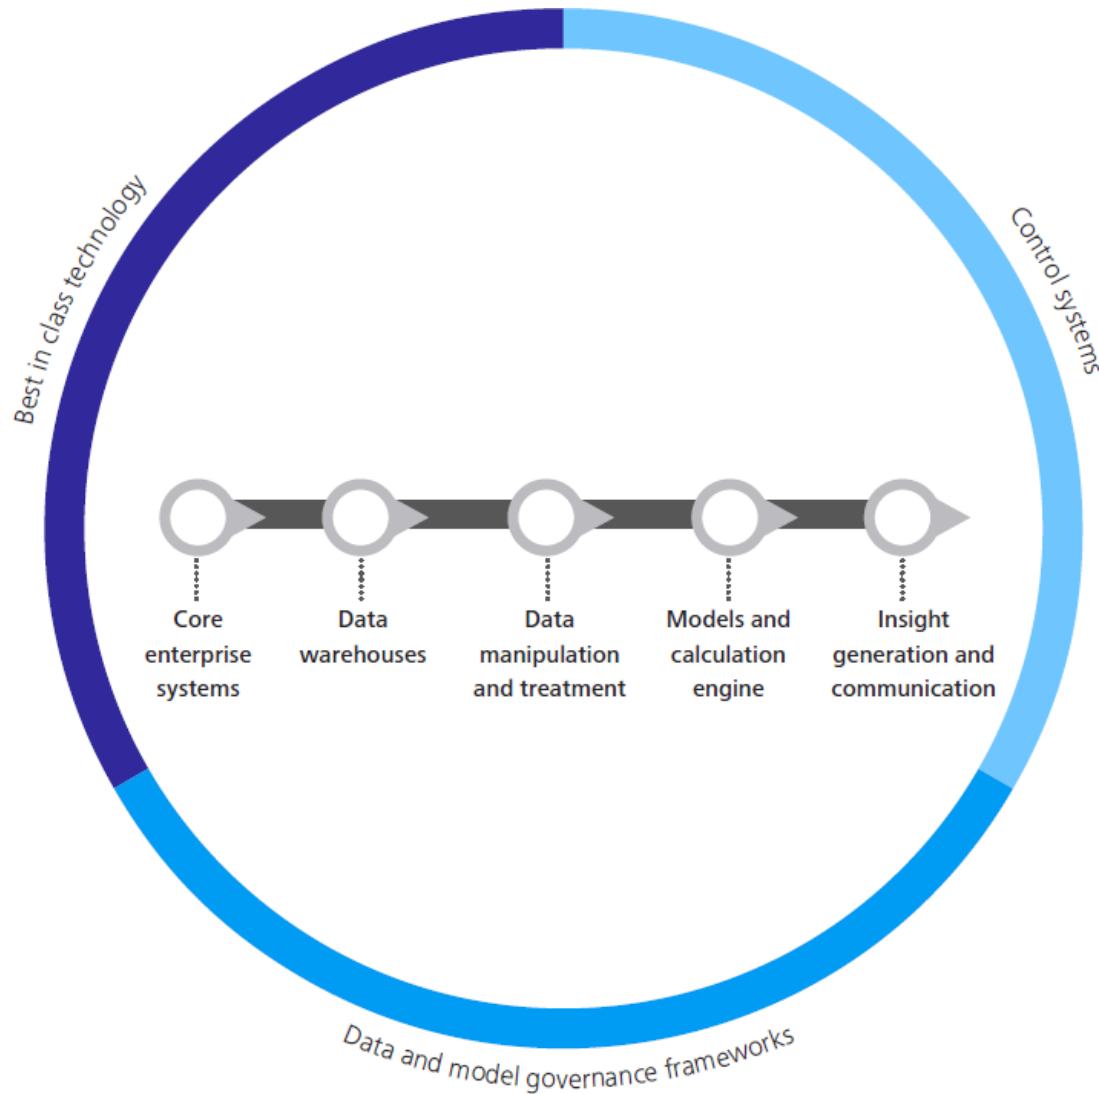 Best in class technology
Control systems
Core
enterprise
systems
Data
warehouses
Data
manipulation
and treatment
Models and
calculation
engine
Insight
generation and
communication
Data and model governance frameworks